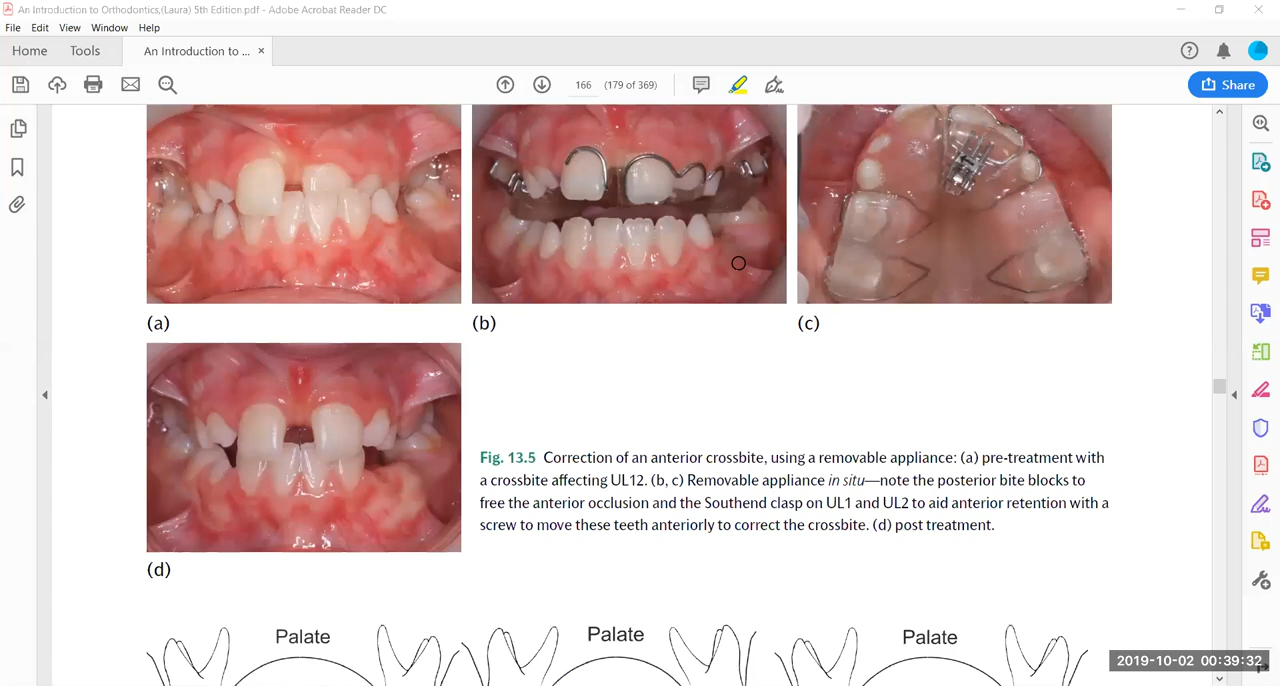 An Introduction to Orthodontics,(Laura) 5th Edition.pdf - Adobe Acrobat Reader DC
File Edit View Window Help
Home Tools An Introduction to ... ×
166 (179 of 369) Share
(a) (b) (c)
Fig. 13.5 Correction of an anterior crossbite, using a removable appliance: (a) pre-treatment with
a crossbite affecting UL12. (b, c) Removable appliance in situ—note the posterior bite blocks to
free the anterior occlusion and the Southend clasp on UL1 and UL2 to aid anterior retention with a
screw to move these teeth anteriorly to correct the crossbite. (d) post treatment.
(d)
Palate Palate Palate
2019-10-02 00:39:32